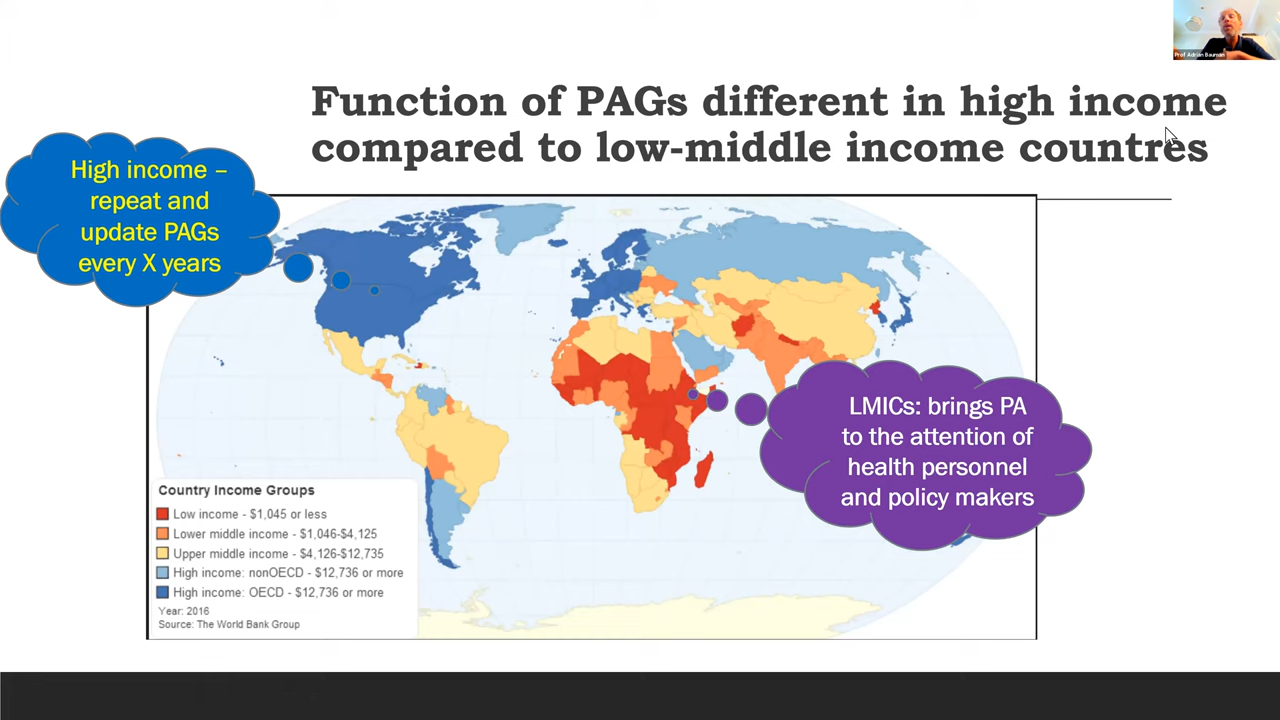 Prof Adrian Bauman
Function of PAGs different in high income
compared to low-middle income countres
High income –
repeat and
update PAGs
every X years
LMICs: brings PA
to the attention of
health personnel
and policy makers
Country Income Groups
Low income - $1,045 or less
Lower middle income - $1,046-$4,125
Upper middle income - $4,126-$12,735
High income: nonOECD - $12,736 or more
High income: OECD - $12,736 or more
Year: 2016
Source: The World Bank Group